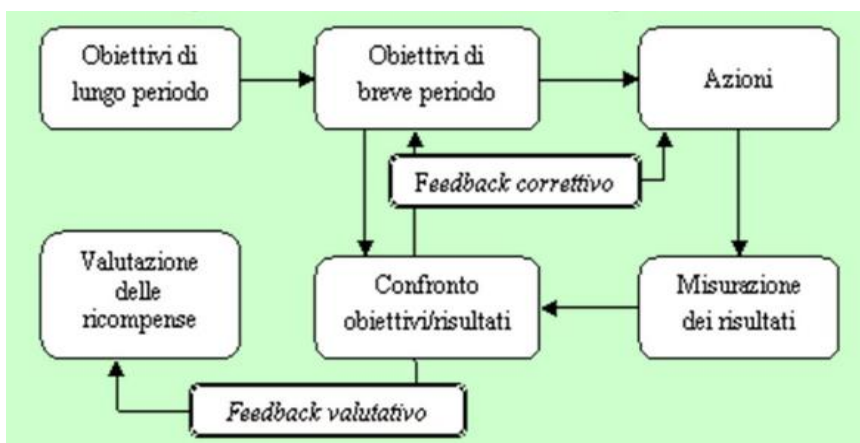 Obiettivi di
lungo periodo
Obiettivi di
breve periodo
Azioni
Feedback correttivo
Valutazione
delle
ricompense
Confronto
obiettivi/risultati
Misurazione
dei risultati
Feedback valutativo